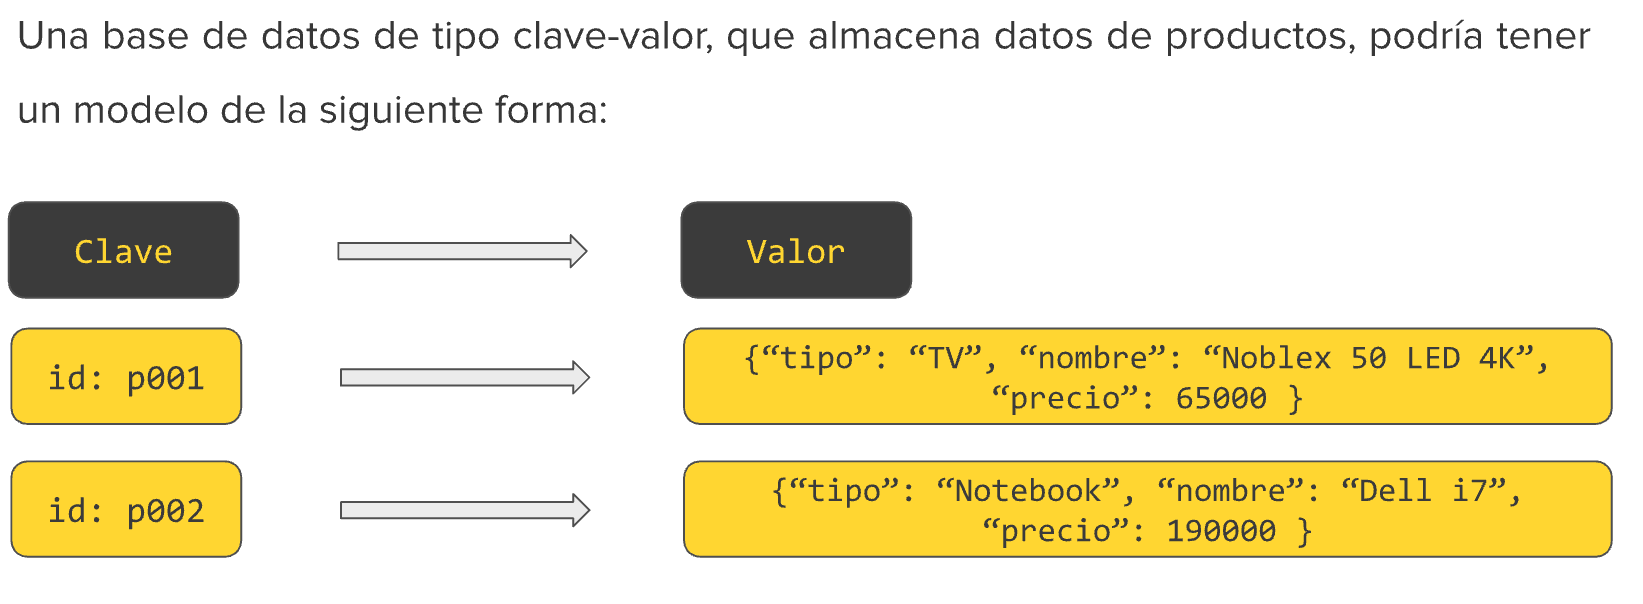 Una base de datos de tipo clave-valor, que almacena datos de productos, podría tener
un modelo de la siguiente forma:
Clave
Valor
id: p001
{“tipo”: “TV”, “nombre”: “Noblex 50 LED 4K”,
“precio”: 65000 }
id: p002
{“tipo”: “Notebook”, “nombre”: “Dell i7”,
“precio”: 190000 }